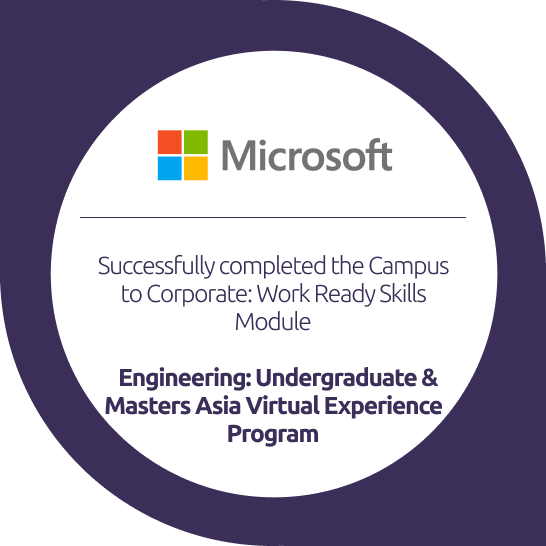 Microsoft
Successfully completed the Campus
to Corporate: Work Ready Skills
Module
Engineering: Undergraduate &
Masters Asia Virtual Experience
Program